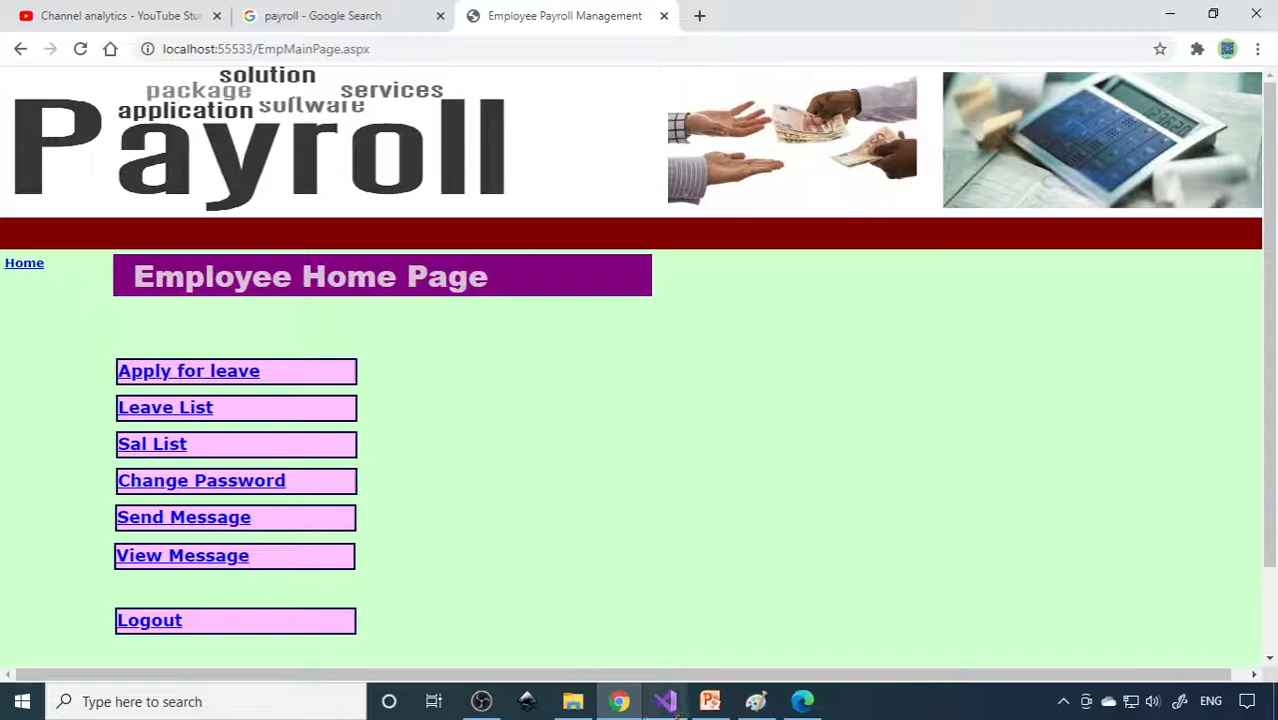 Channel analytics - YouTube Stu
payroll - Google Search
Employee Payroll Management
localhost:55533/EmpMainPage.aspx
solution
package services
application software
Payroll
123620
Home
Employee Home Page
Apply for leave
Leave List
Sal List
Change Password
Send Message
View Message
Logout
Type here to search
ENG